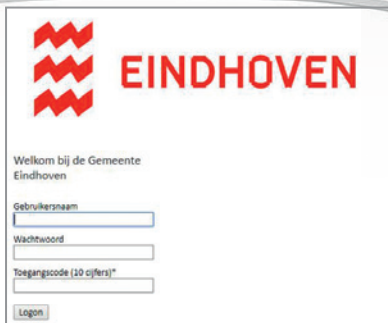 EINDHOVEN
Welkom bij de Gemeente
Eindhoven
Gebruikersnaam
Wachtwoord
Toegangscode (10 cijfers)*
Logon